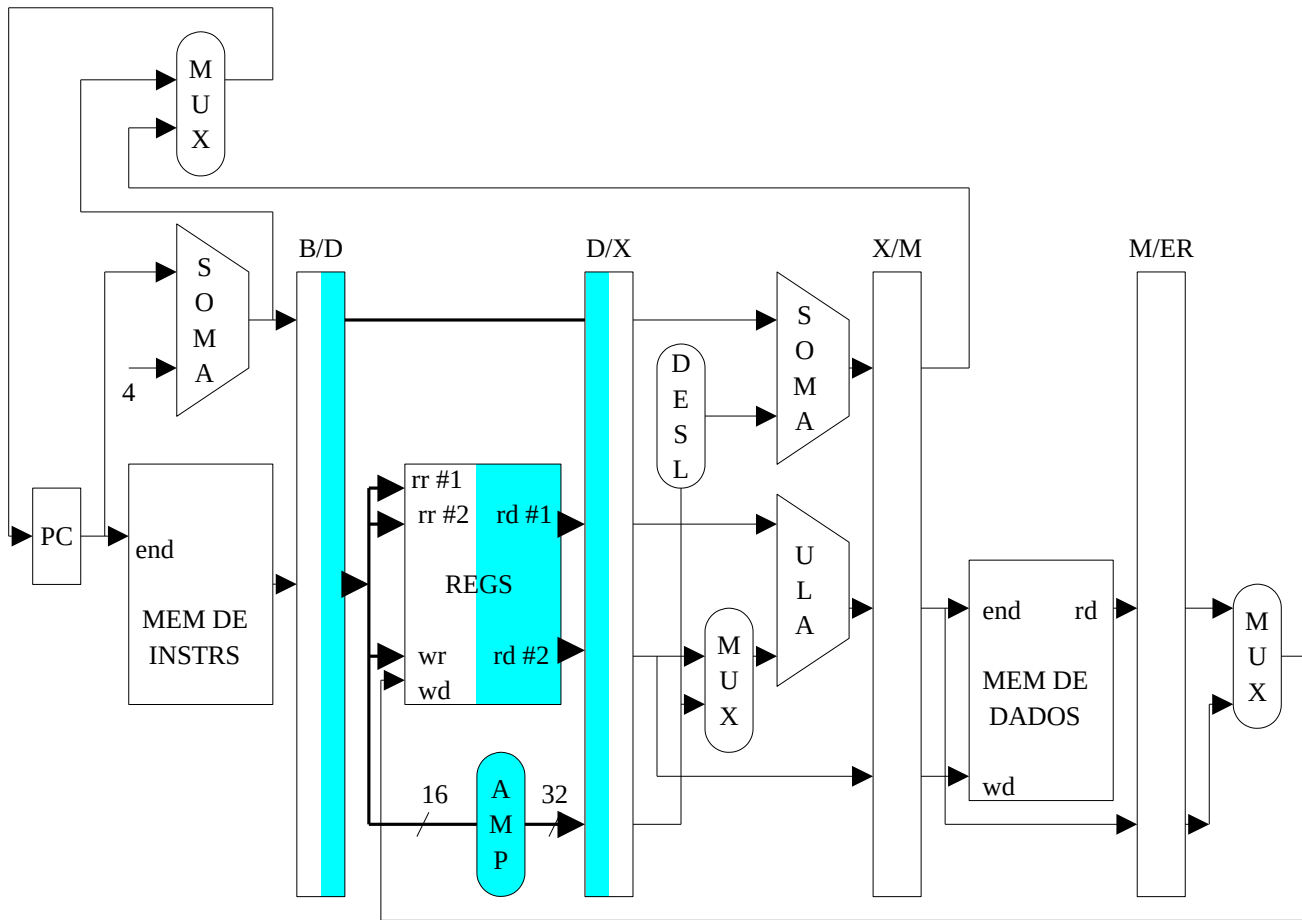 M
U
X
B/D
D/X
X/M
M/ER
S
O
M
A
4
S
O
M
A
D
E
S
L
PC
end
MEM DE
INSTRS
rr #1
rr #2
rd #1
REGS
wr
rd #2
wd
U
L
A
M
U
X
end
rd
MEM DE
DADOS
wd
M
U
X
16
A
M
P
32